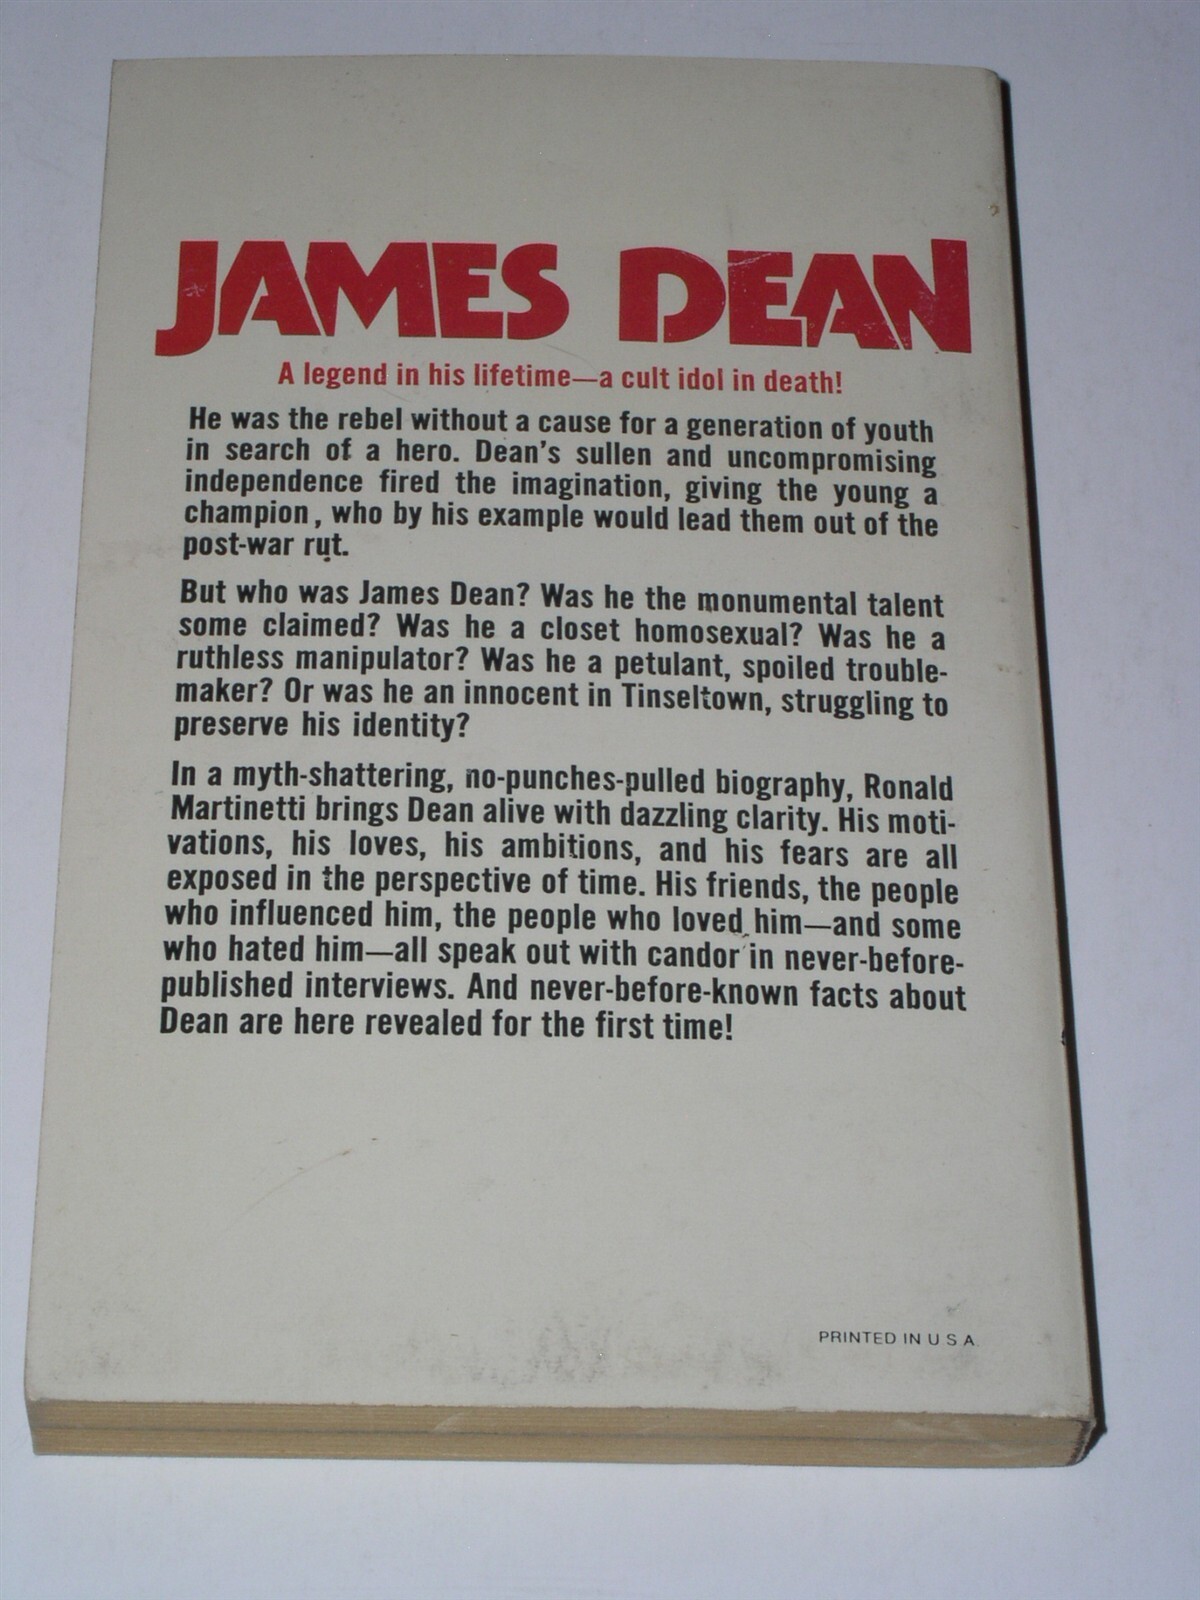 JAMES DEAN
A legend in his lifetime—a cult idol in death!
He was the rebel without a cause for a generation of youth
in search of a hero. Dean's sullen and uncompromising
independence fired the imagination, giving the young a
champion, who by his example would lead them out of the
post-war rut.
But who was James Dean? Was he the monumental talent
some claimed? Was he a closet homosexual? Was he a
ruthless manipulator? Was he a petulant, spoiled trouble-
maker? Or was he an innocent in Tinseltown, struggling to
preserve his identity?
In a myth-shattering, no-punches-pulled biography, Ronald
Martinetti brings Dean alive with dazzling clarity. His moti-
vations, his loves, his ambitions, and his fears are all
exposed in the perspective of time. His friends, the people
who influenced him, the people who loved him—and some
who hated him—all speak out with candor in never-before-
published interviews. And never-before-known facts about
Dean are here revealed for the first time!
PRINTED IN U S A